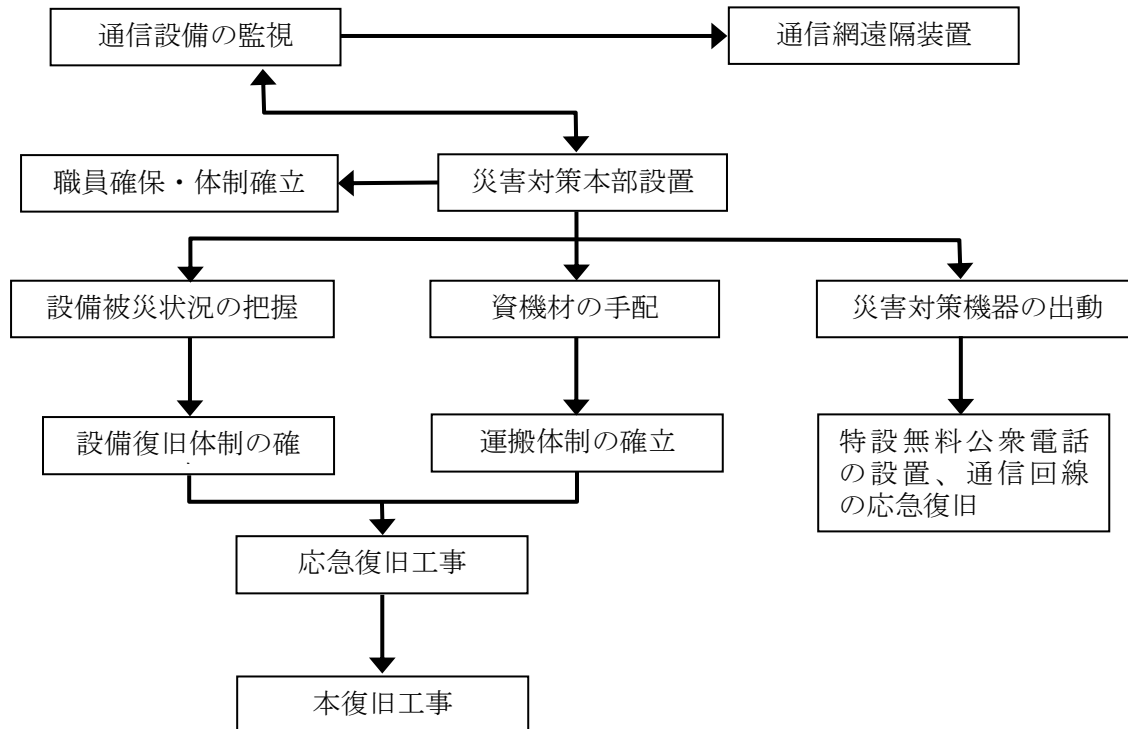 通信設備の監視
通信網遠隔装置
職員確保・体制確立
災害対策本部設置
設備被災状況の把握
資機材の手配
災害対策機器の出動
設備復旧体制の確
運搬体制の確立
特設無料公衆電話
の設置、通信回線
の応急復旧
応急復旧工事
本復旧工事